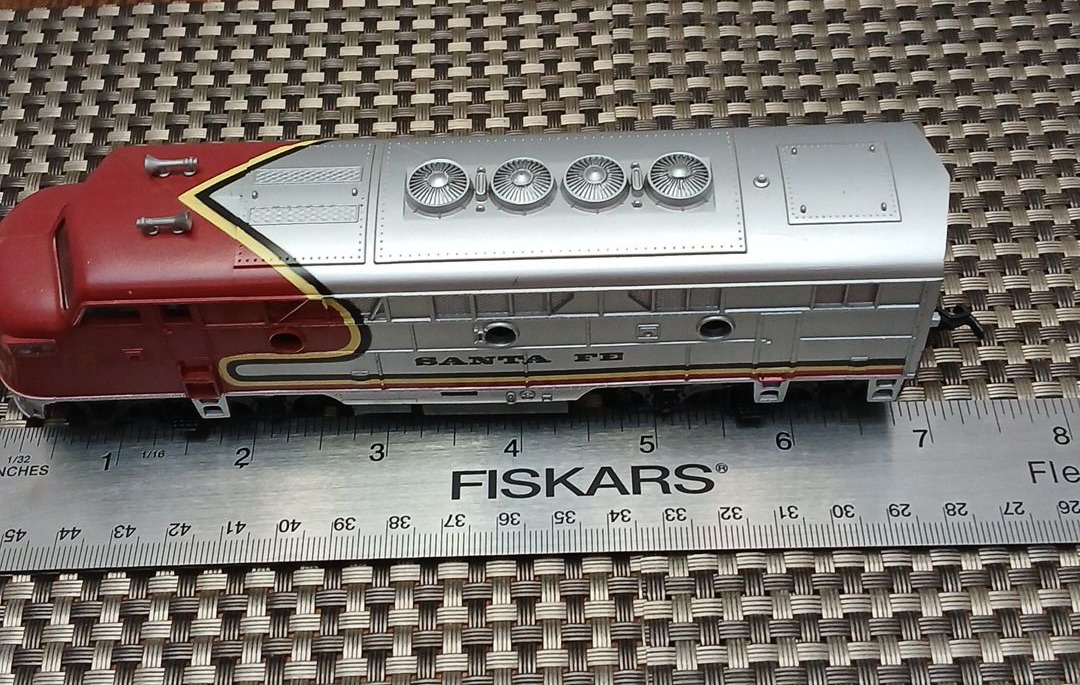 SANTA FE
1 2 3 4 5 6 7 8
1/32 1/16
INCHES
FISKARS®
Fle
45 44 43 42 41 40 39 38 37 36 35 34 33 32 31 30 29 28 27 26